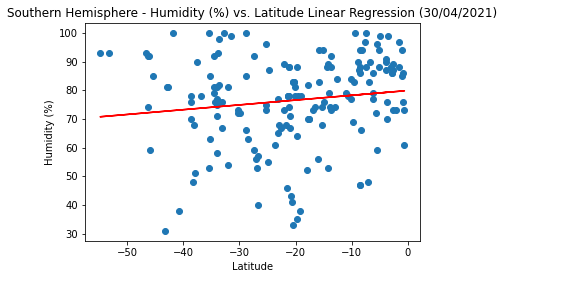 Southern Hemisphere - Humidity (%) vs. Latitude Linear Regression (30/04/2021)
100
90
80
70
60
50
40
30
Humidity (%)
−50 −40 −30 −20 −10 0
Latitude